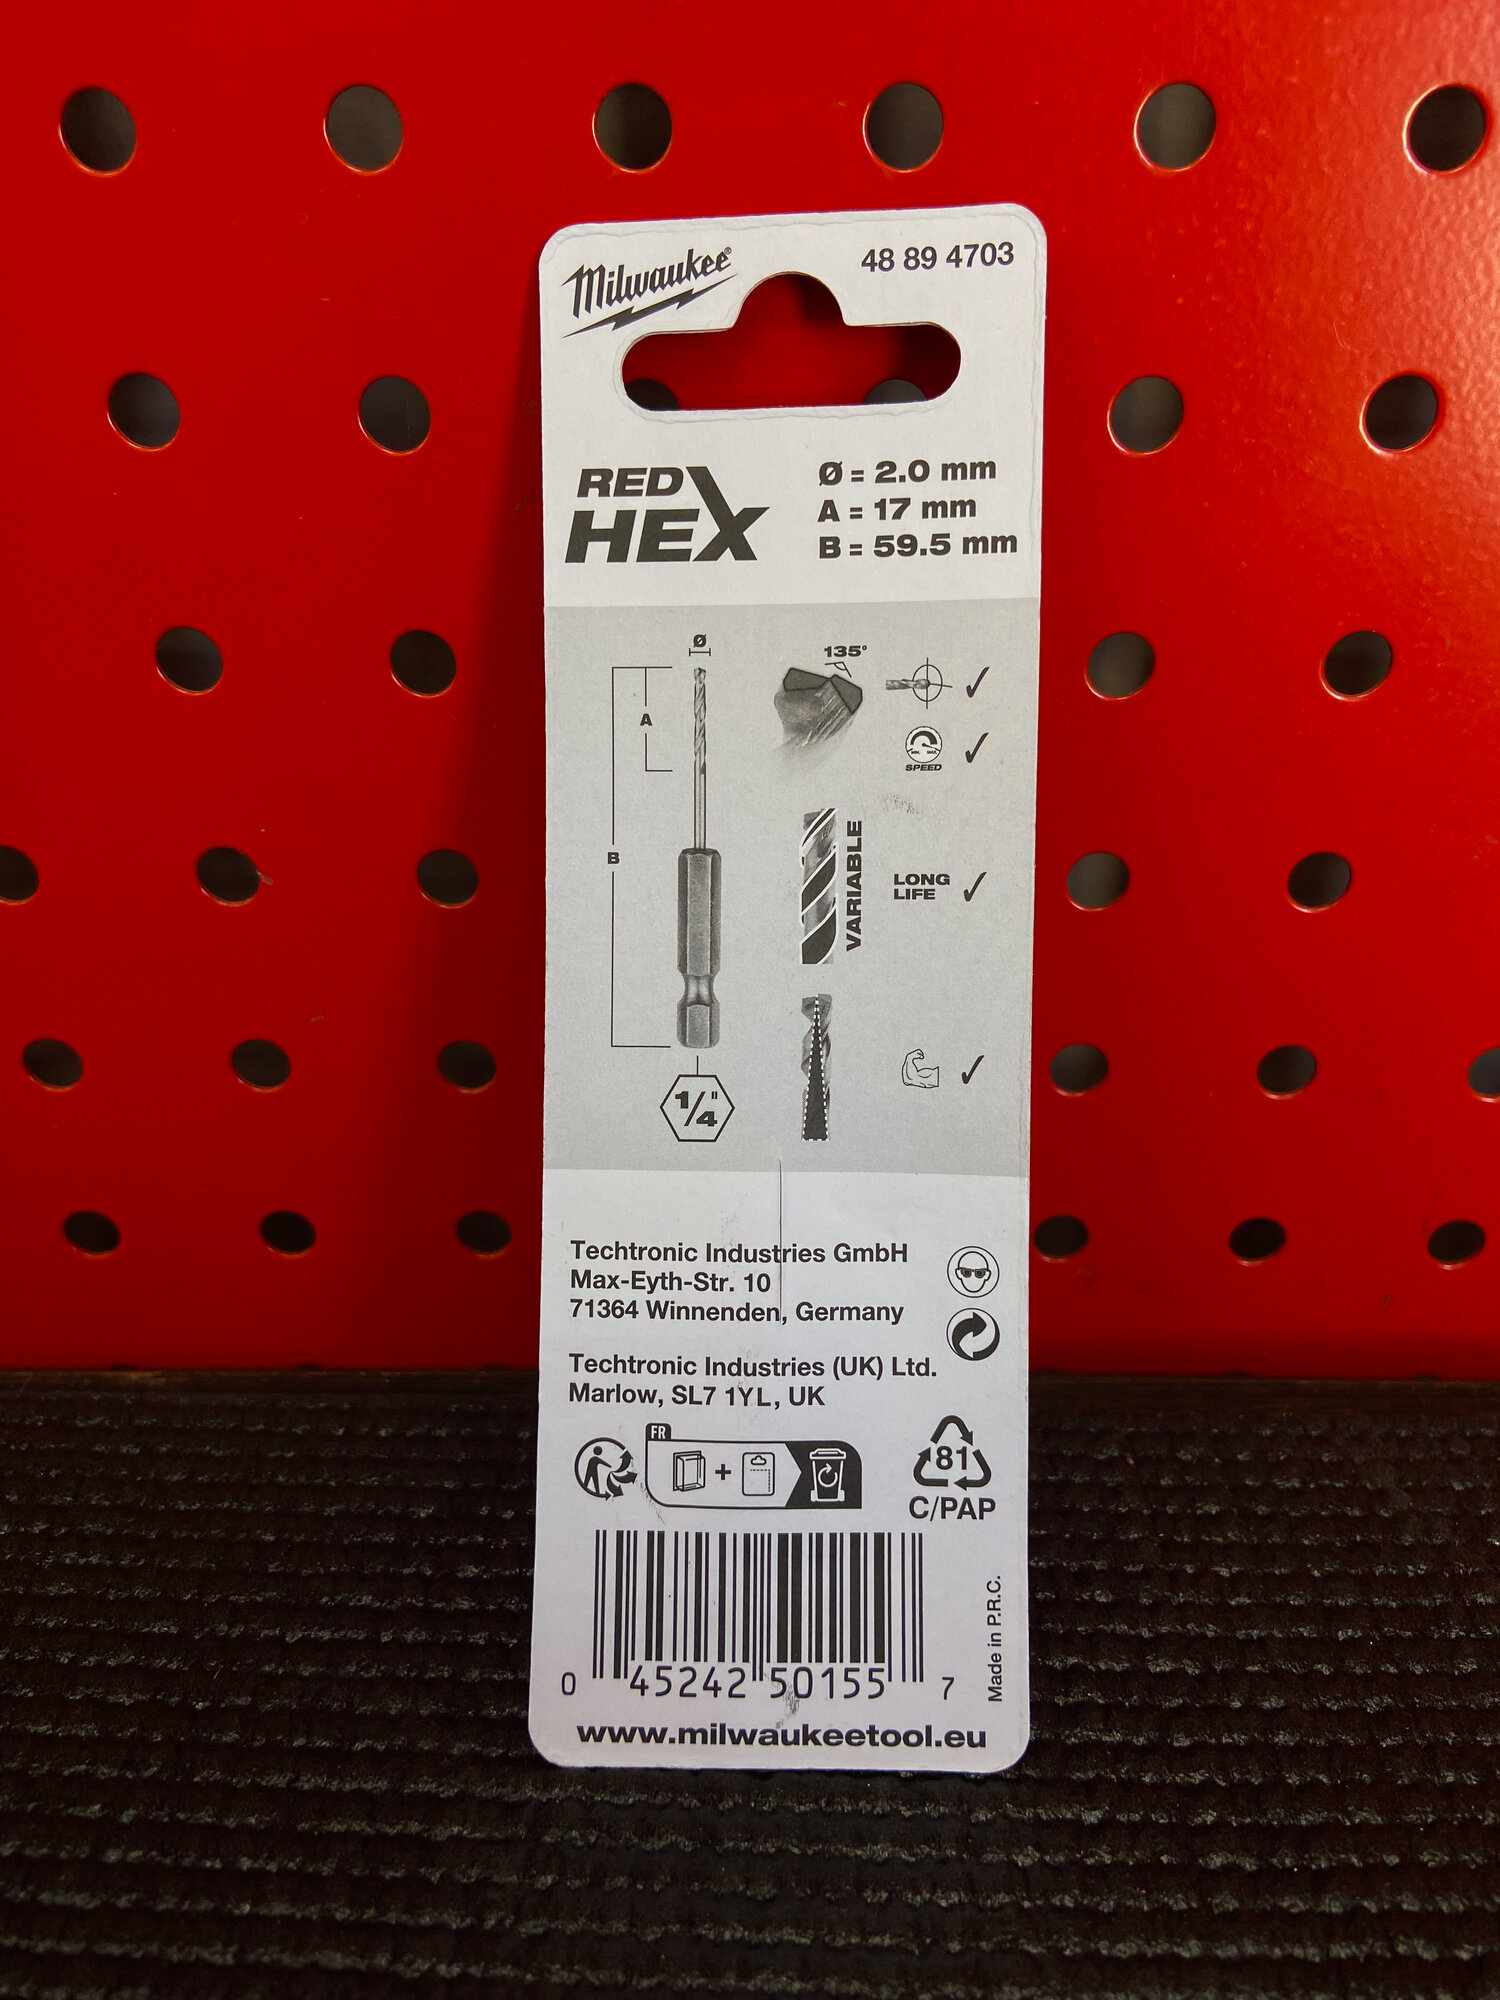 Milwaukee®
48 89 4703
RED
HEX
Ø = 2.0 mm
A = 17 mm
B = 59.5 mm
Ø
A
B
1/4"
135°
MIN. MAX.
SPEED
VARIABLE
LONG
LIFE
Techtronic Industries GmbH
Max-Eyth-Str. 10
71364 Winnenden, Germany
Techtronic Industries (UK) Ltd.
Marlow, SL7 1YL, UK
FR
+
81
C/PAP
Made in P.R.C.
0 45242 50155 7
www.milwaukeetool.eu